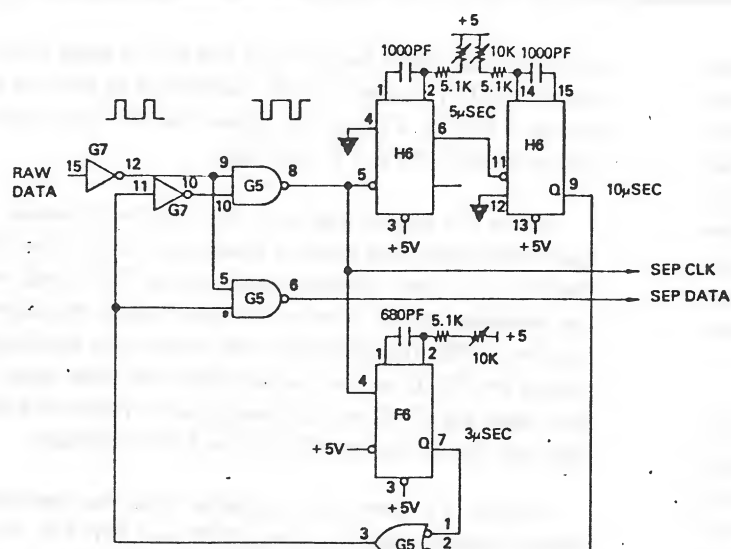 +5
1000PF
10K
1000PF
5.1K
5.1K
1
2
14
15
5μSEC
4
H6
6
H6
G7
RAW DATA
15
12
9
8
11
10
G5
5
11
G7
10
12
Q
9
10μSEC
3
+5V
13
+5V
SEP CLK
5
6
G5
SEP DATA
680PF
5.1K
+5
1
2
10K
4
F6
Q
7
3μSEC
+5V
3
+5V
3
1
G5
2